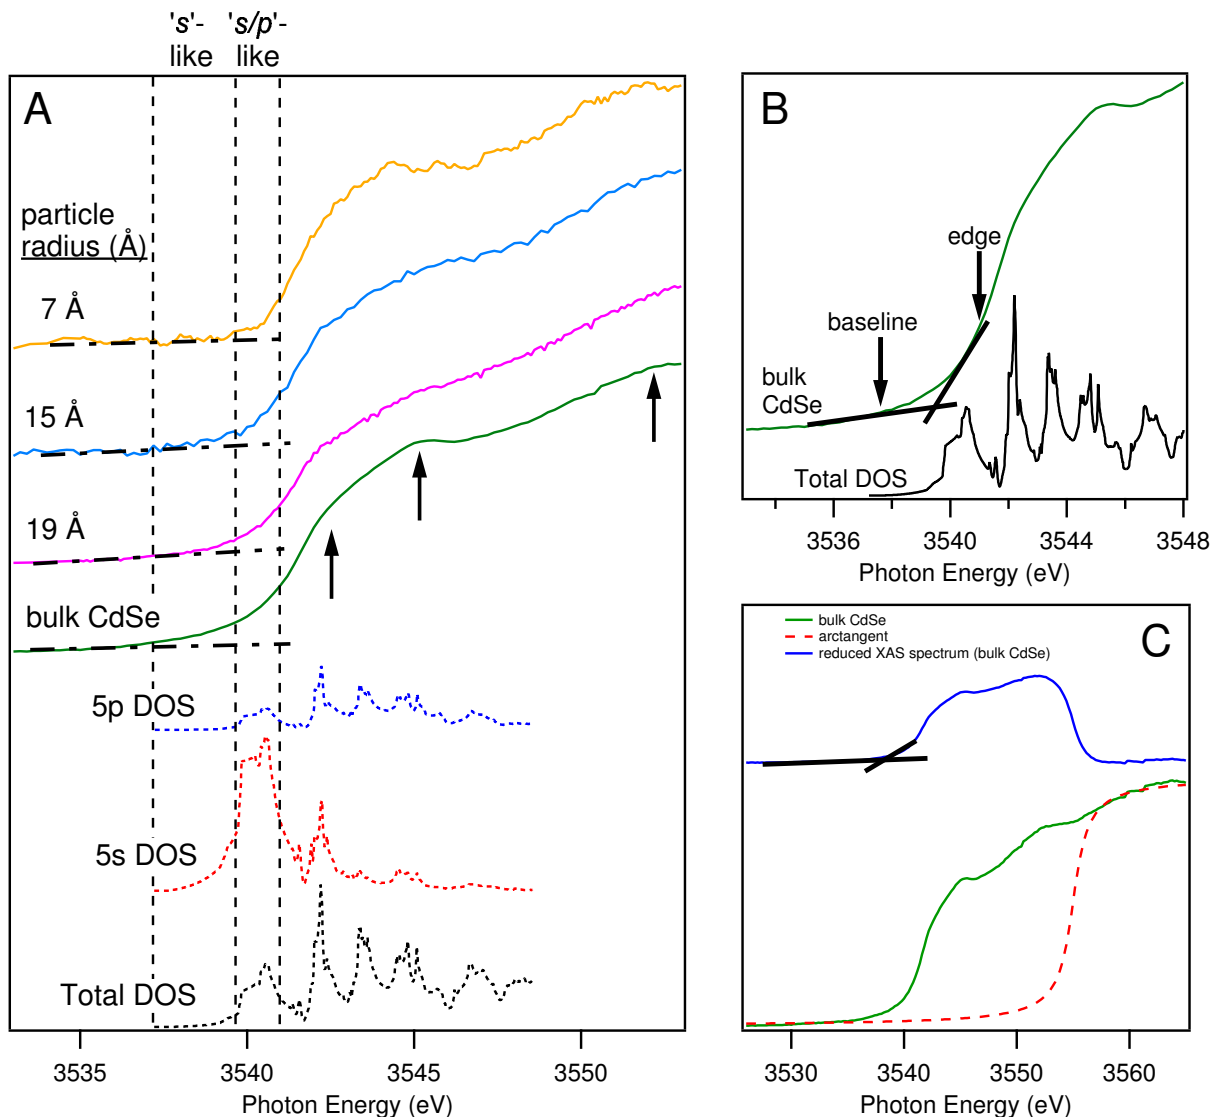 's'- 's/p'-
like like
A
particle
radius (Å)
7 Å
15 Å
19 Å
bulk CdSe
5p DOS
5s DOS
Total DOS
3535 3540 3545 3550
Photon Energy (eV)
B
edge
baseline
bulk
CdSe
Total DOS
3536 3540 3544 3548
Photon Energy (eV)
C
bulk CdSe
arctangent
reduced XAS spectrum (bulk CdSe)
3530 3540 3550 3560
Photon Energy (eV)